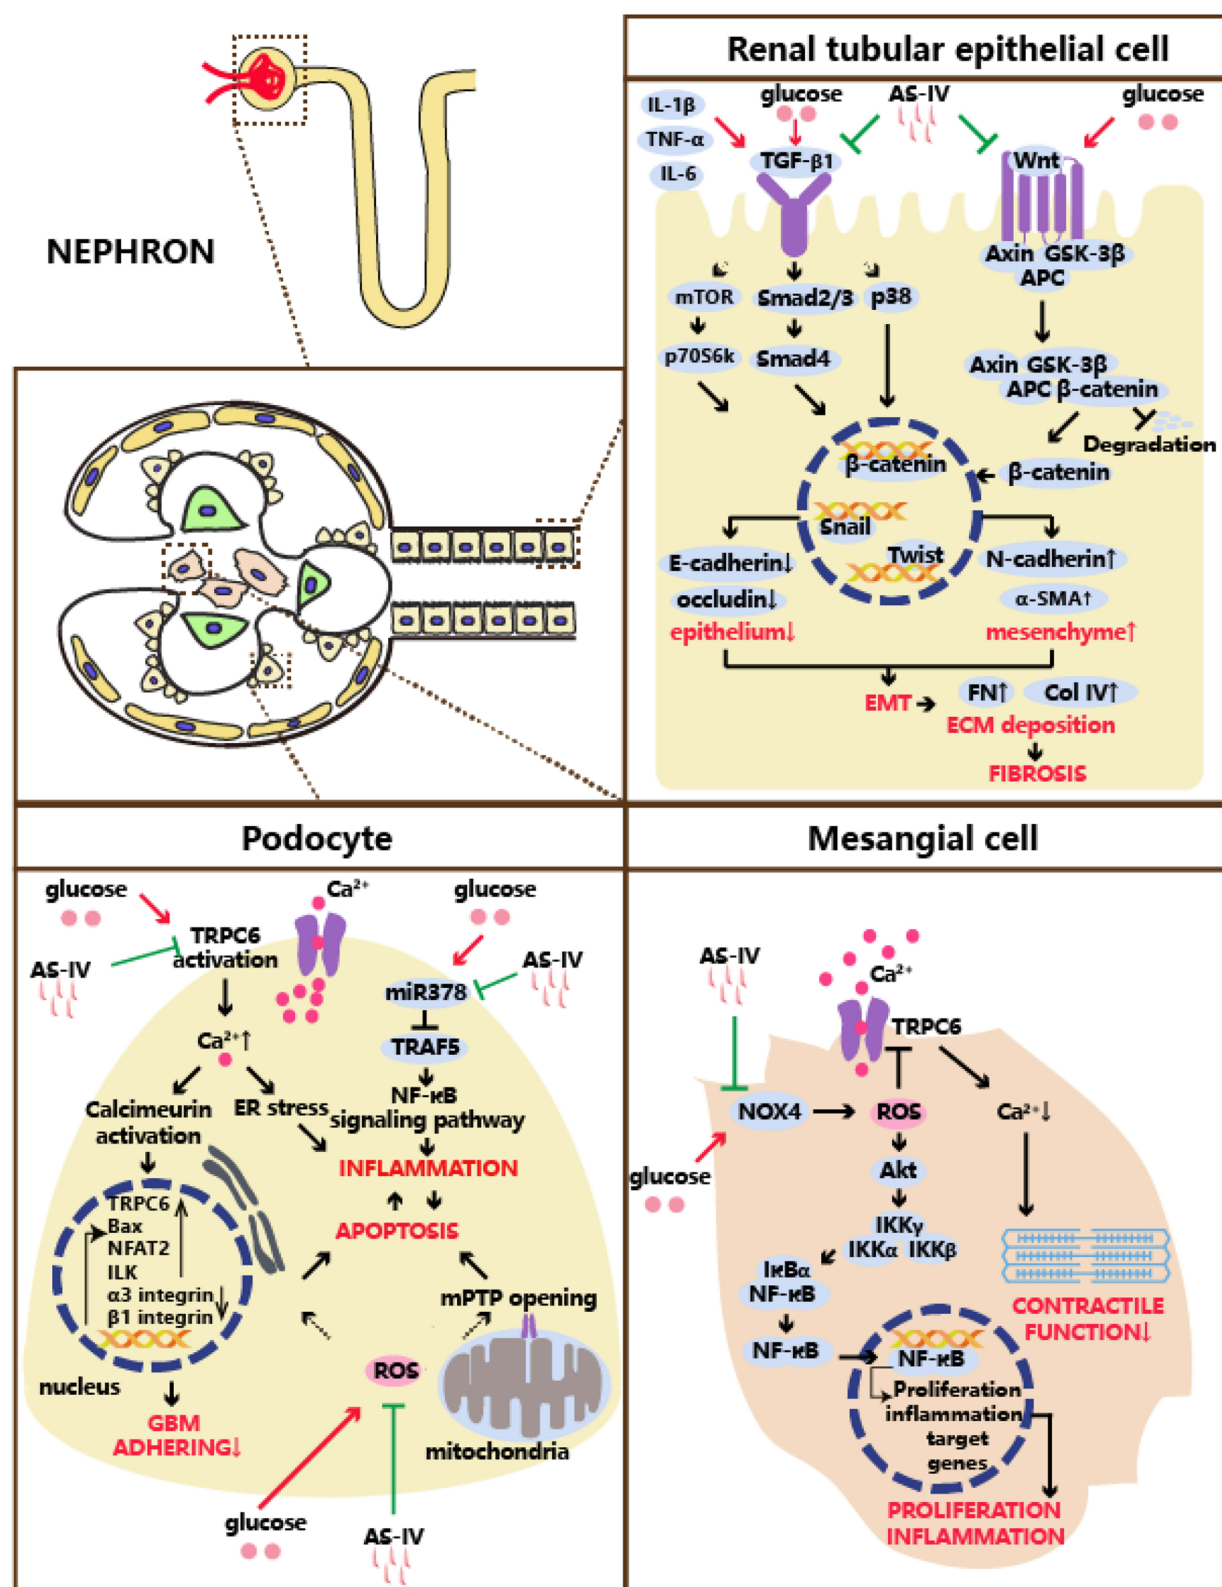 NEPHRON
Renal tubular epithelial cell
IL-1β
TNF-α
IL-6
glucose
AS-IV
glucose
TGF-β1
Wnt
Axin GSK-3β
APC
mTOR
Smad2/3
p38
p70S6k
Smad4
Axin GSK-3β
APC β-catenin
Degradation
β-catenin
β-catenin
Snail
Twist
E-cadherin↓
occludin↓
epithelium↓
N-cadherin↑
α-SMA↑
mesenchyme↑
EMT
FN↑
Col IV↑
ECM deposition
FIBROSIS
Podocyte
glucose
AS-IV
TRPC6
activation
Ca²⁺
glucose
AS-IV
miR378
TRAF5
Ca²⁺↑
NF-κB
signaling pathway
Calcimeurin
activation
ER stress
INFLAMMATION
APOPTOSIS
TRPC6
Bax
NFAT2
ILK
α3 integrin↓
β1 integrin
nucleus
GBM
ADHERING↓
mPTP opening
ROS
mitochondria
glucose
AS-IV
Mesangial cell
AS-IV
Ca²⁺
TRPC6
NOX4
ROS
Ca²⁺↓
glucose
Akt
IKKγ
IKKα IKKβ
IκBα
NF-κB
NF-κB
NF-κB
Proliferation
inflammation
target
genes
CONTRACTILE
FUNCTION↓
PROLIFERATION
INFLAMMATION